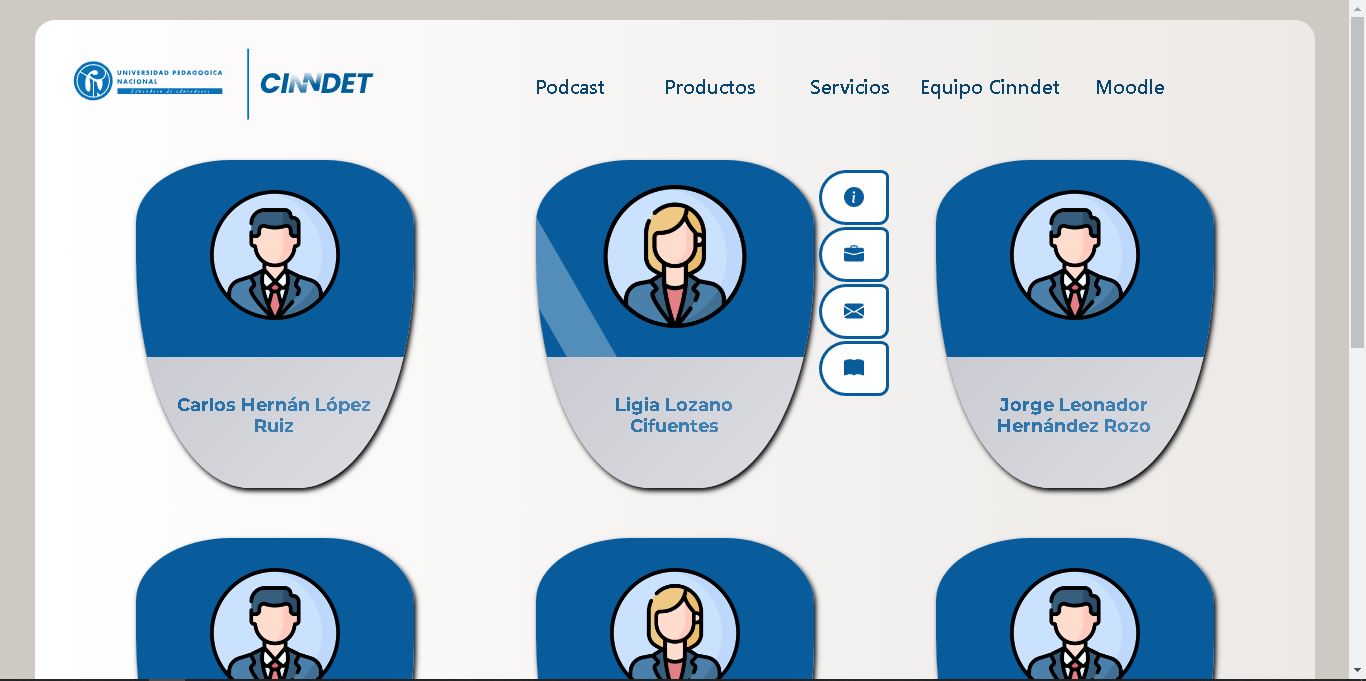 UNIVERSIDAD PEDAGOGICA
NACIONAL
Educadora de educadores
CINNDET
Podcast
Productos
Servicios
Equipo Cinndet
Moodle
Carlos Hernán López
Ruiz
Ligia Lozano
Cifuentes
Jorge Leonador
Hernández Rozo